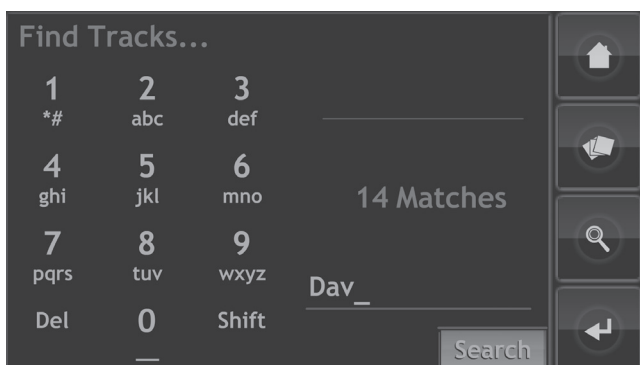 Find Tracks...
1 2 3
*# abc def
4 5 6
ghi jkl mno
14 Matches
7 8 9
pqrs tuv wxyz
Dav_
Del 0 Shift
_
Search